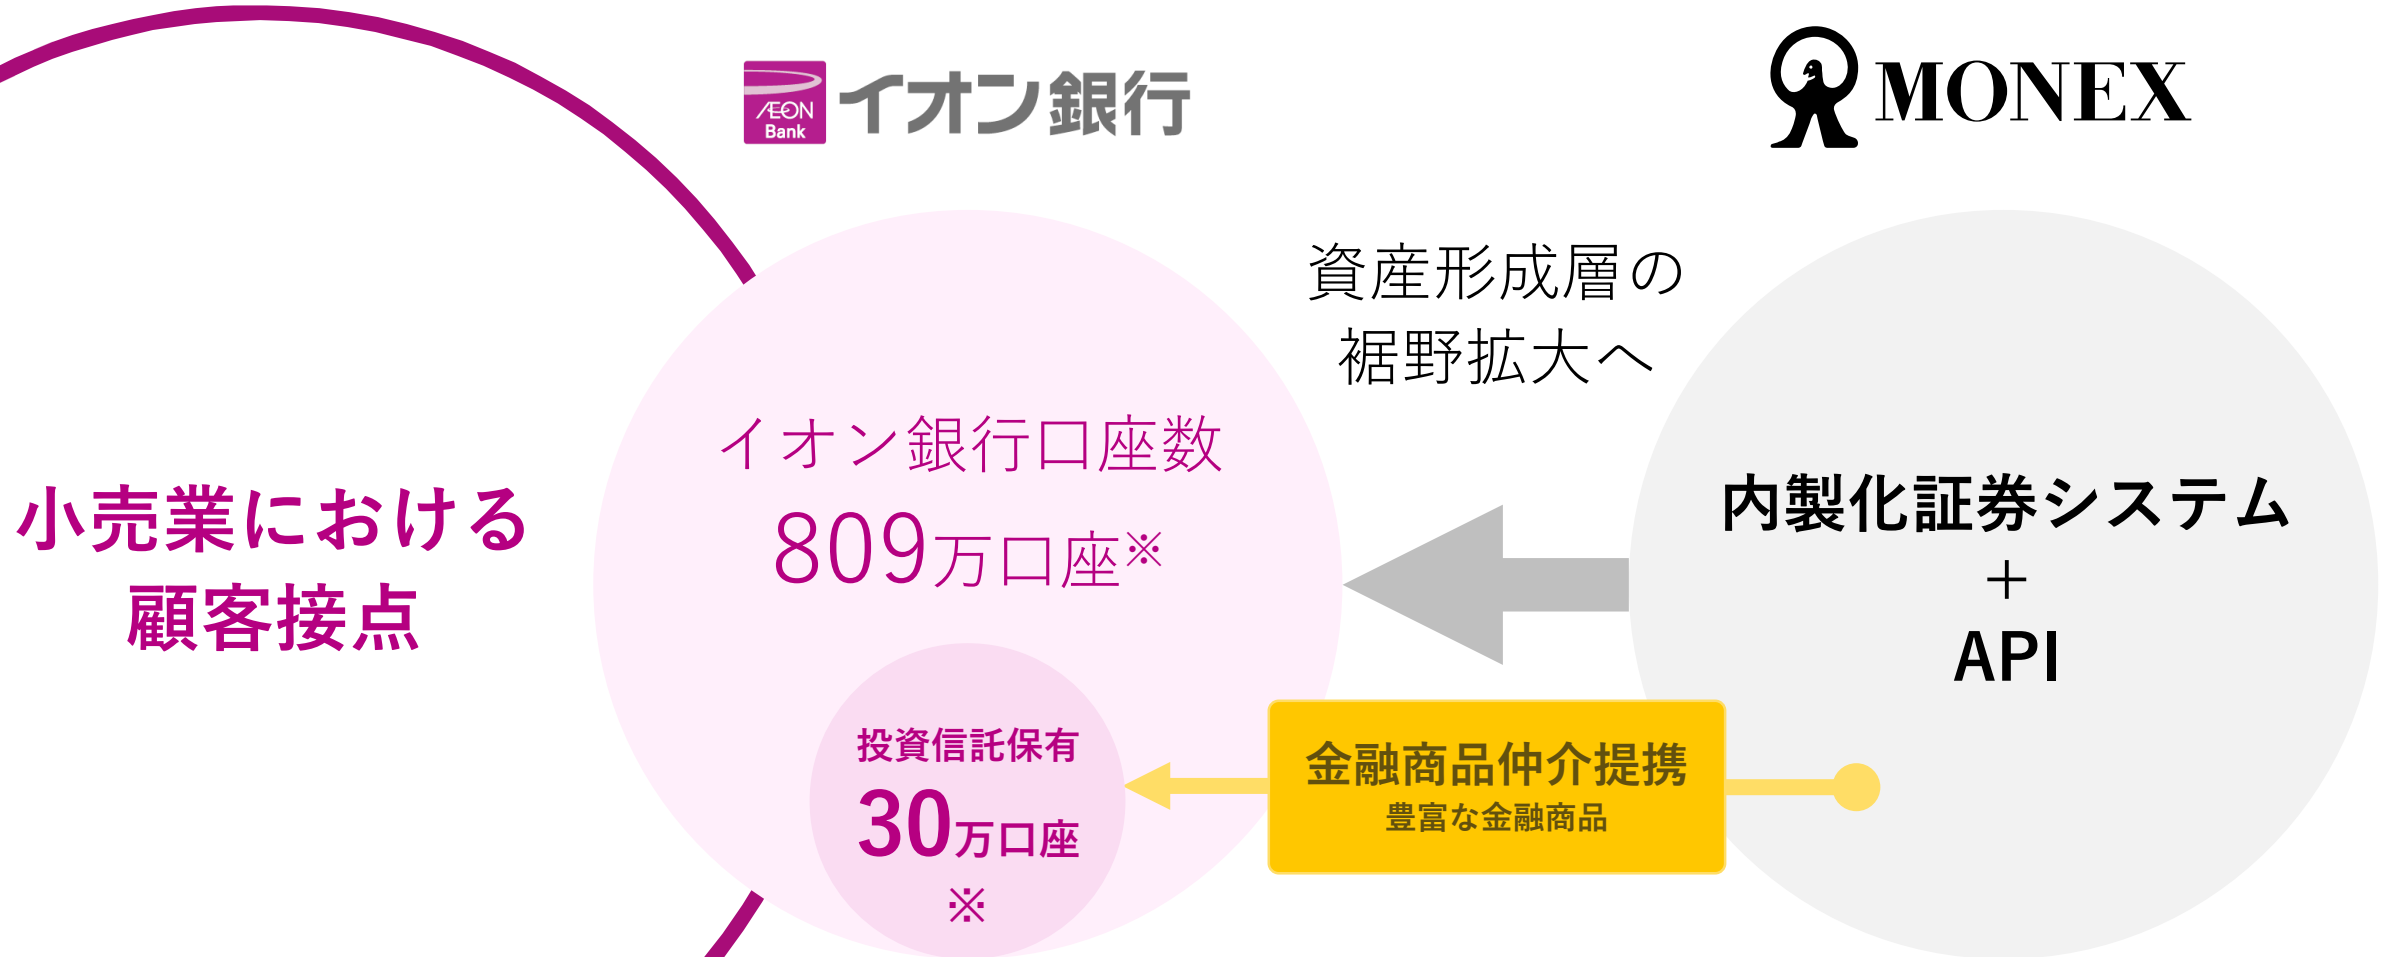 AEON
Bank
イオン銀行
MONEX
資産形成層の
裾野拡大へ
イオン銀行口座数
809万口座※
小売業における
顧客接点
内製化証券システム
+
API
投資信託保有
30万口座
※
金融商品仲介提携
豊富な金融商品